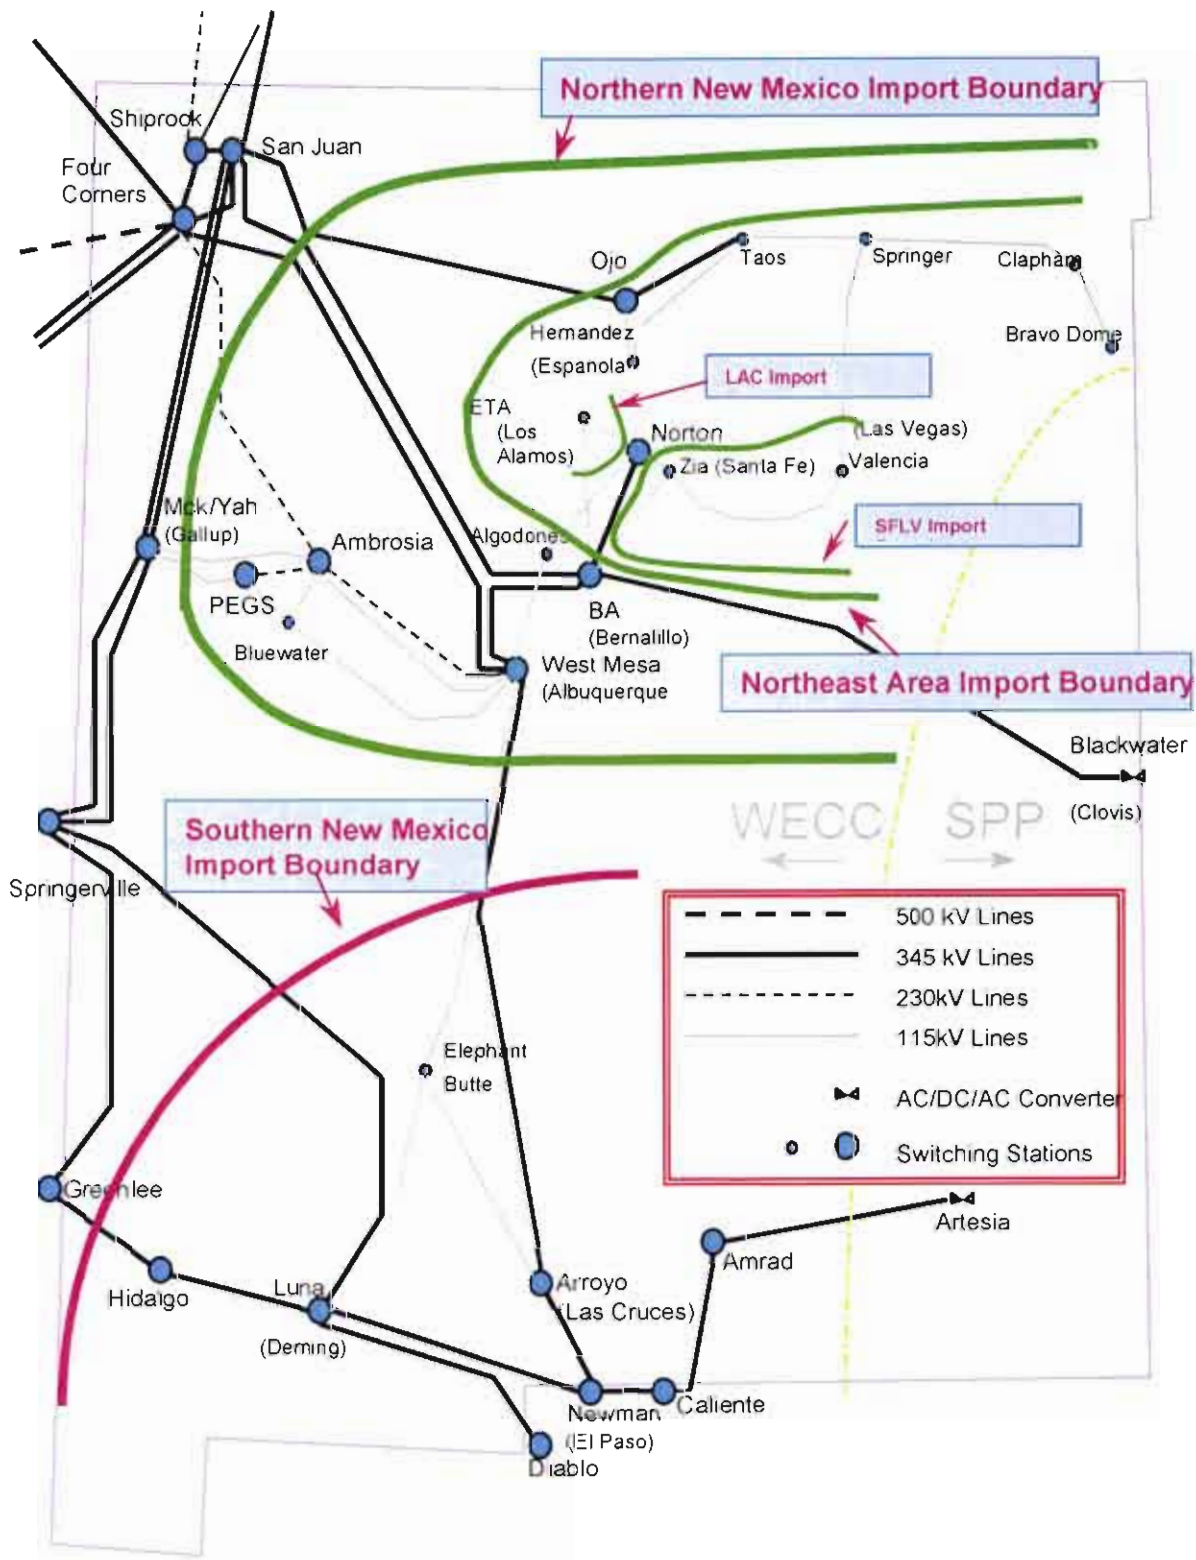 Northern New Mexico Import Boundary
Shiprock
San Juan
Four
Corners
Ojo
Taos
Springer
Clapham
Bravo Dome
Hernandez
(Espanola
LAC Import
ETA
(Los
Alamos)
Norton
(Las Vegas)
Zia (Santa Fe)
Valencia
Mck/Yah
(Gallup)
Ambrosia
Algodones
SFLV Import
PEGS
BA
(Bernalillo)
Bluewater
West Mesa
(Albuquerque
Northeast Area Import Boundary
Blackwater
(Clovis)
WECC
SPP
Southern New Mexico
Import Boundary
Springerville
500 kV Lines
345 kV Lines
230kV Lines
115kV Lines
AC/DC/AC Converter
Switching Stations
Elephant
Butte
Greenlee
Artesia
Amrad
Hidalgo
Luna
(Deming)
Arroyo
(Las Cruces)
Caliente
Newman
(El Paso)
Diablo